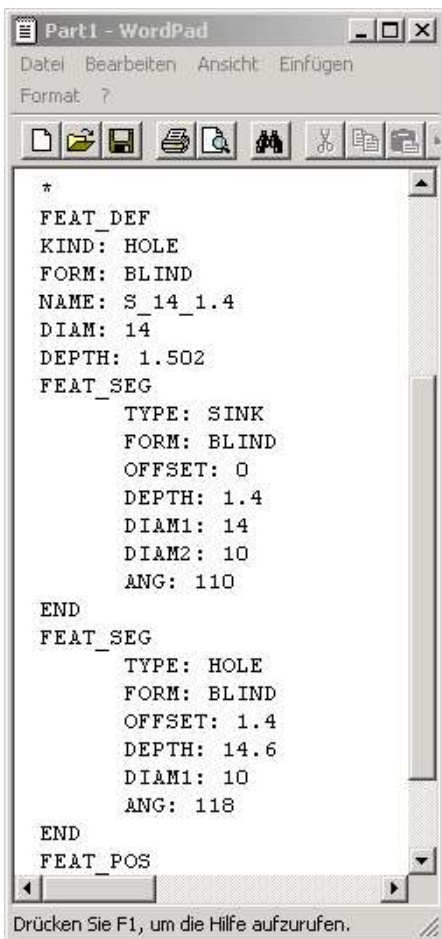 Part1 - WordPad
Datei Bearbeiten Ansicht Einfügen
Format ?
*
FEAT_DEF
KIND: HOLE
FORM: BLIND
NAME: S_14_1.4
DIAM: 14
DEPTH: 1.502
FEAT_SEG
TYPE: SINK
FORM: BLIND
OFFSET: 0
DEPTH: 1.4
DIAM1: 14
DIAM2: 10
ANG: 110
END
FEAT_SEG
TYPE: HOLE
FORM: BLIND
OFFSET: 1.4
DEPTH: 14.6
DIAM1: 10
ANG: 118
END
FEAT_POS
Drücken Sie F1, um die Hilfe aufzurufen.